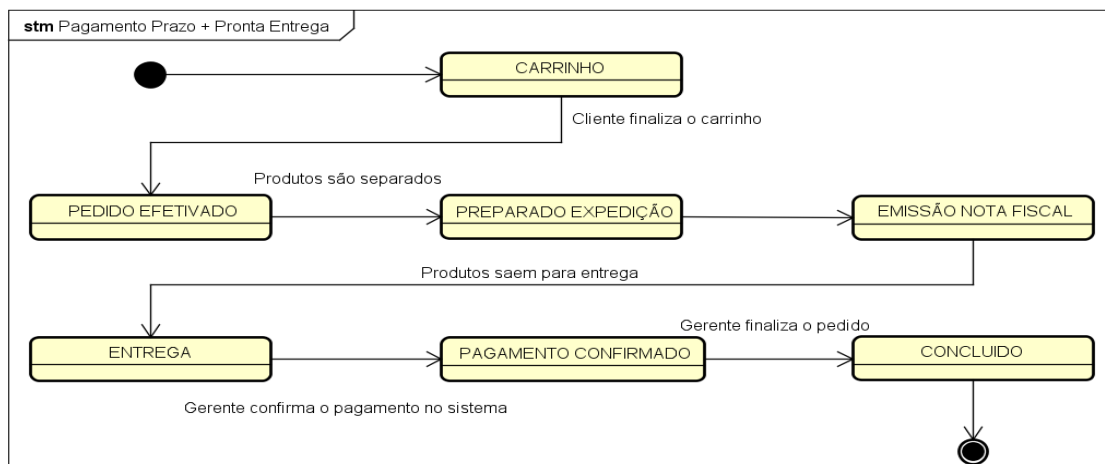 stm Pagamento Prazo + Pronta Entrega
CARRINHO
Cliente finaliza o carrinho
Produtos são separados
PEDIDO EFETIVADO
PREPARADO EXPEDIÇÃO
EMISSÃO NOTA FISCAL
Produtos saem para entrega
Gerente finaliza o pedido
ENTREGA
PAGAMENTO CONFIRMADO
CONCLUIDO
Gerente confirma o pagamento no sistema